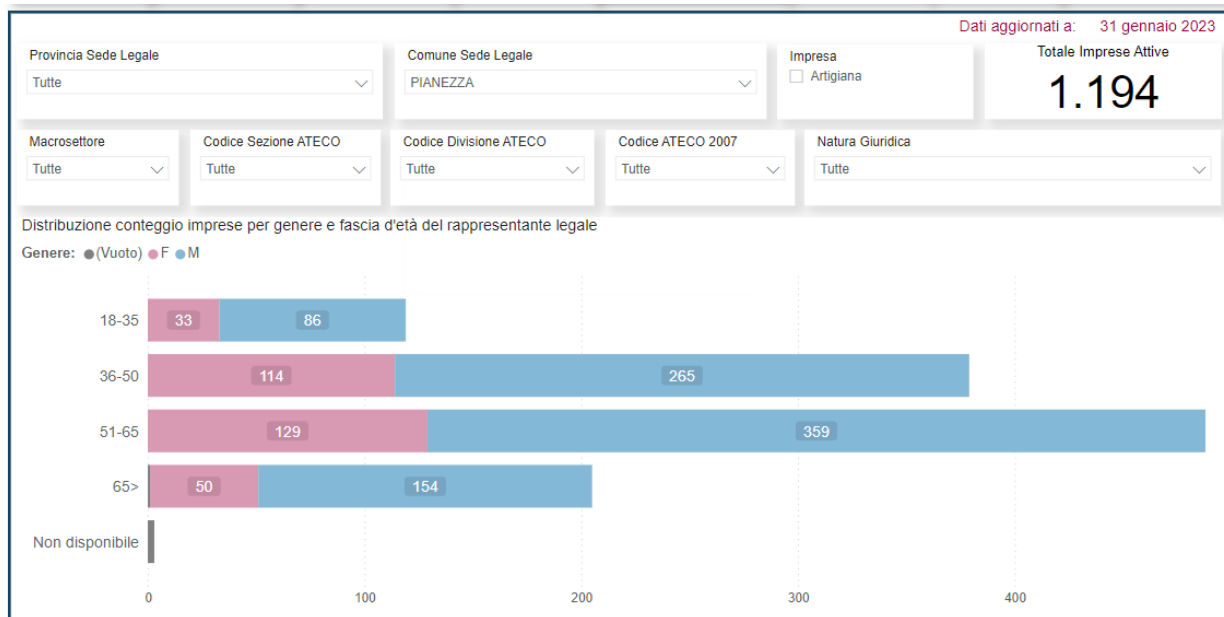 Dati aggiornati a: 31 gennaio 2023
Provincia Sede Legale
Tutte
Comune Sede Legale
PIANEZZA
Impresa
Artigiana
Totale Imprese Attive
1.194
Macrosettore
Tutte
Codice Sezione ATECO
Tutte
Codice Divisione ATECO
Tutte
Codice ATECO 2007
Tutte
Natura Giuridica
Tutte
Distribuzione conteggio imprese per genere e fascia d'età del rappresentante legale
Genere: (Vuoto) F M
18-35 33 86
36-50 114 265
51-65 129 359
65> 50 154
Non disponibile
0 100 200 300 400